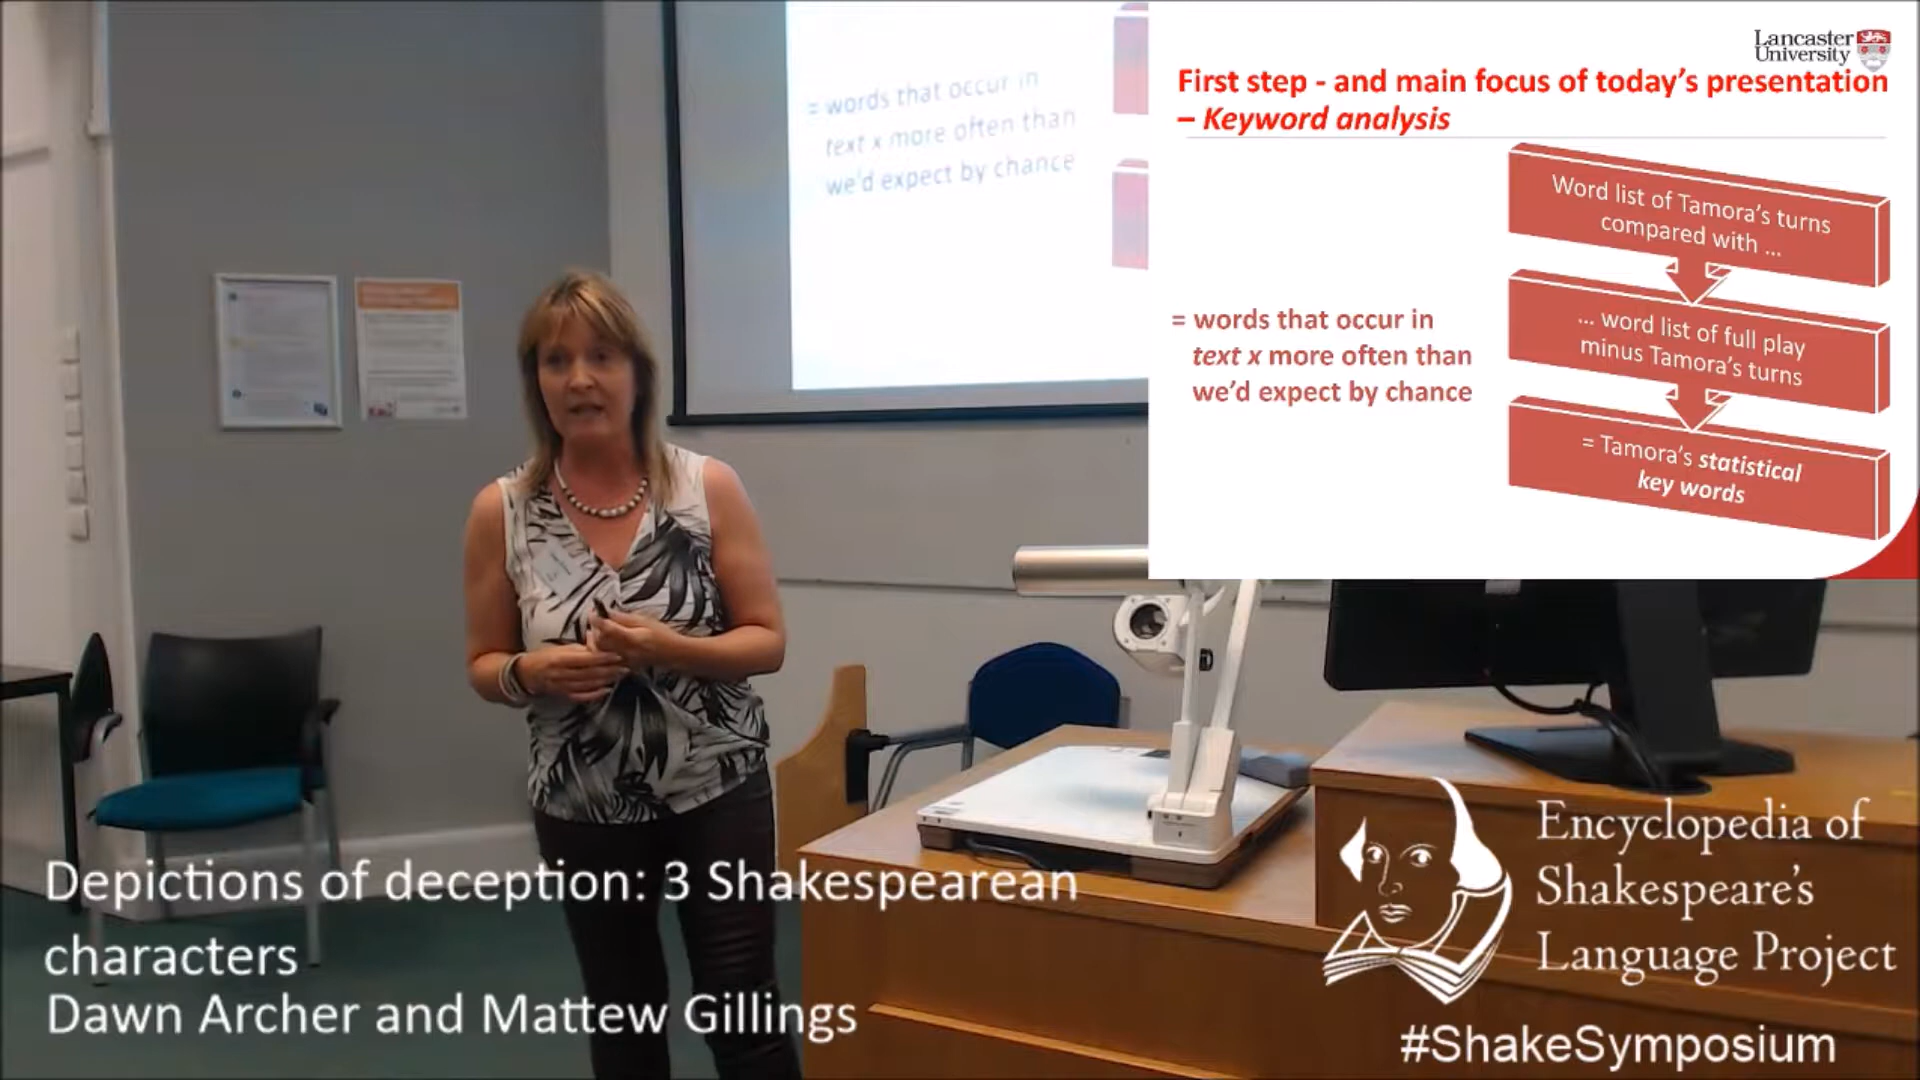 = words that occur in
text x more often than
we'd expect by chance
Lancaster
University
First step - and main focus of today's presentation
– Keyword analysis
= words that occur in
text x more often than
we'd expect by chance
Word list of Tamora's turns
compared with ...
... word list of full play
minus Tamora's turns
= Tamora's statistical
key words
Depictions of deception: 3 Shakespearean
characters
Dawn Archer and Mattew Gillings
Encyclopedia of
Shakespeare's
Language Project
#ShakeSymposium